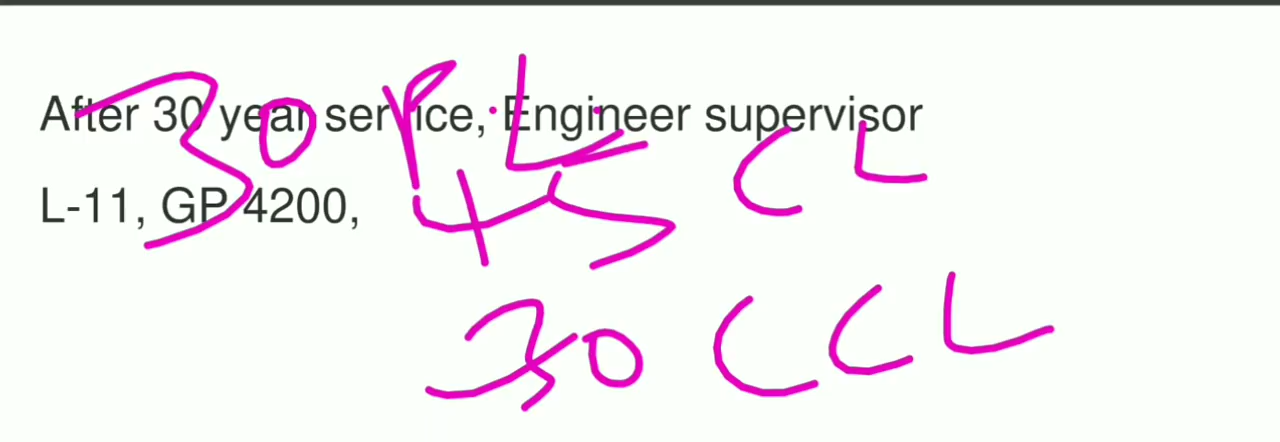 After 30 year service, Engineer supervisor
30 PL
45 CL
L-11, GP 4200,
30 CCL